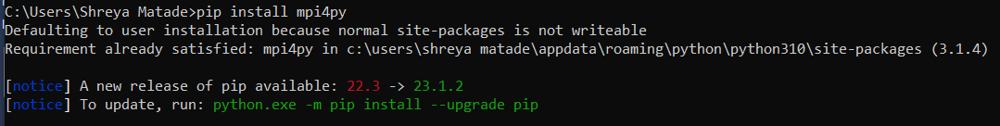 C:\Users\Shreya Matade>pip install mpi4py
Defaulting to user installation because normal site-packages is not writeable
Requirement already satisfied: mpi4py in c:\users\shreya matade\appdata\roaming\python\python310\site-packages (3.1.4)
[notice] A new release of pip available: 22.3 -> 23.1.2
[notice] To update, run: python.exe -m pip install --upgrade pip